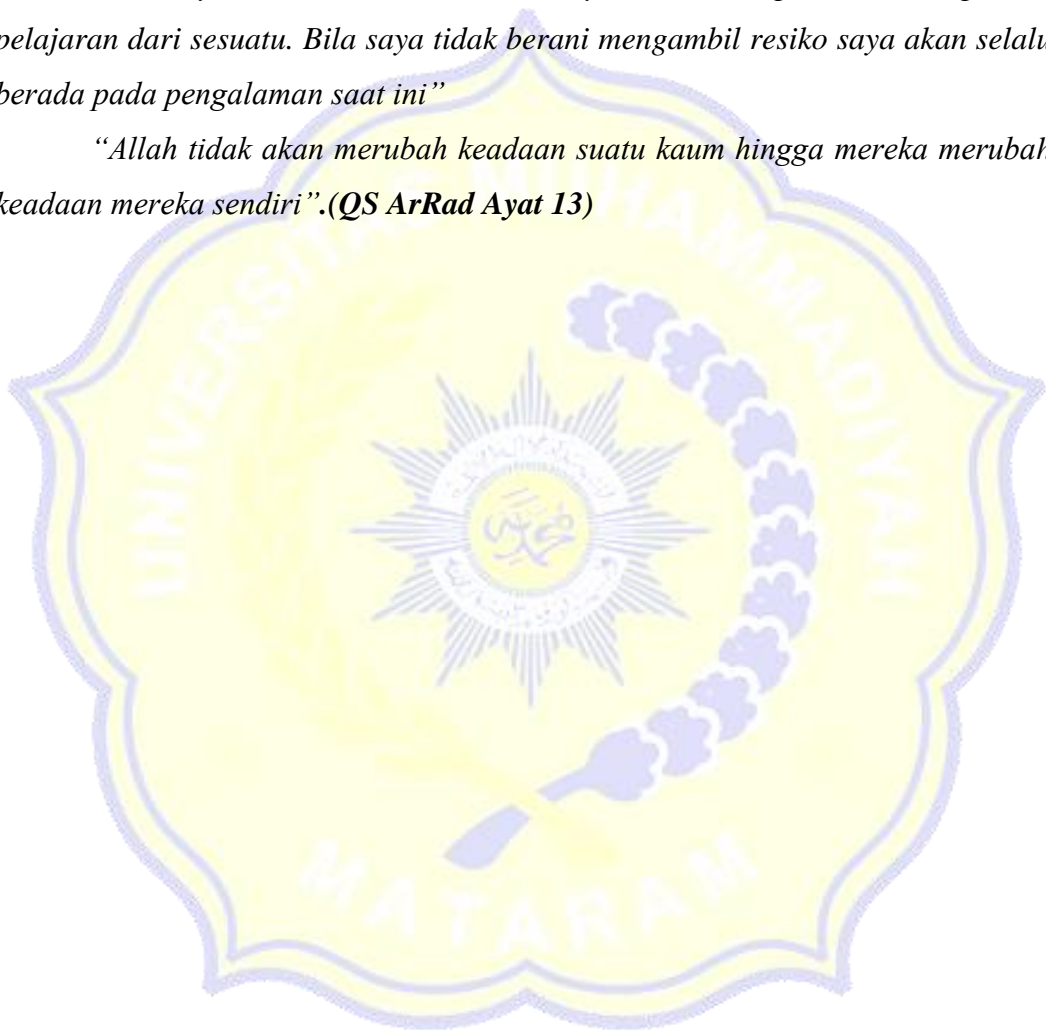 pelajaran dari sesuatu. Bila saya tidak berani mengambil resiko saya akan selalu
berada pada pengalaman saat ini”
“Allah tidak akan merubah keadaan suatu kaum hingga mereka merubah
keadaan mereka sendiri”.(QS ArRad Ayat 13)
UNIVERSITAS MUHAMMADIYAH
MATARAM